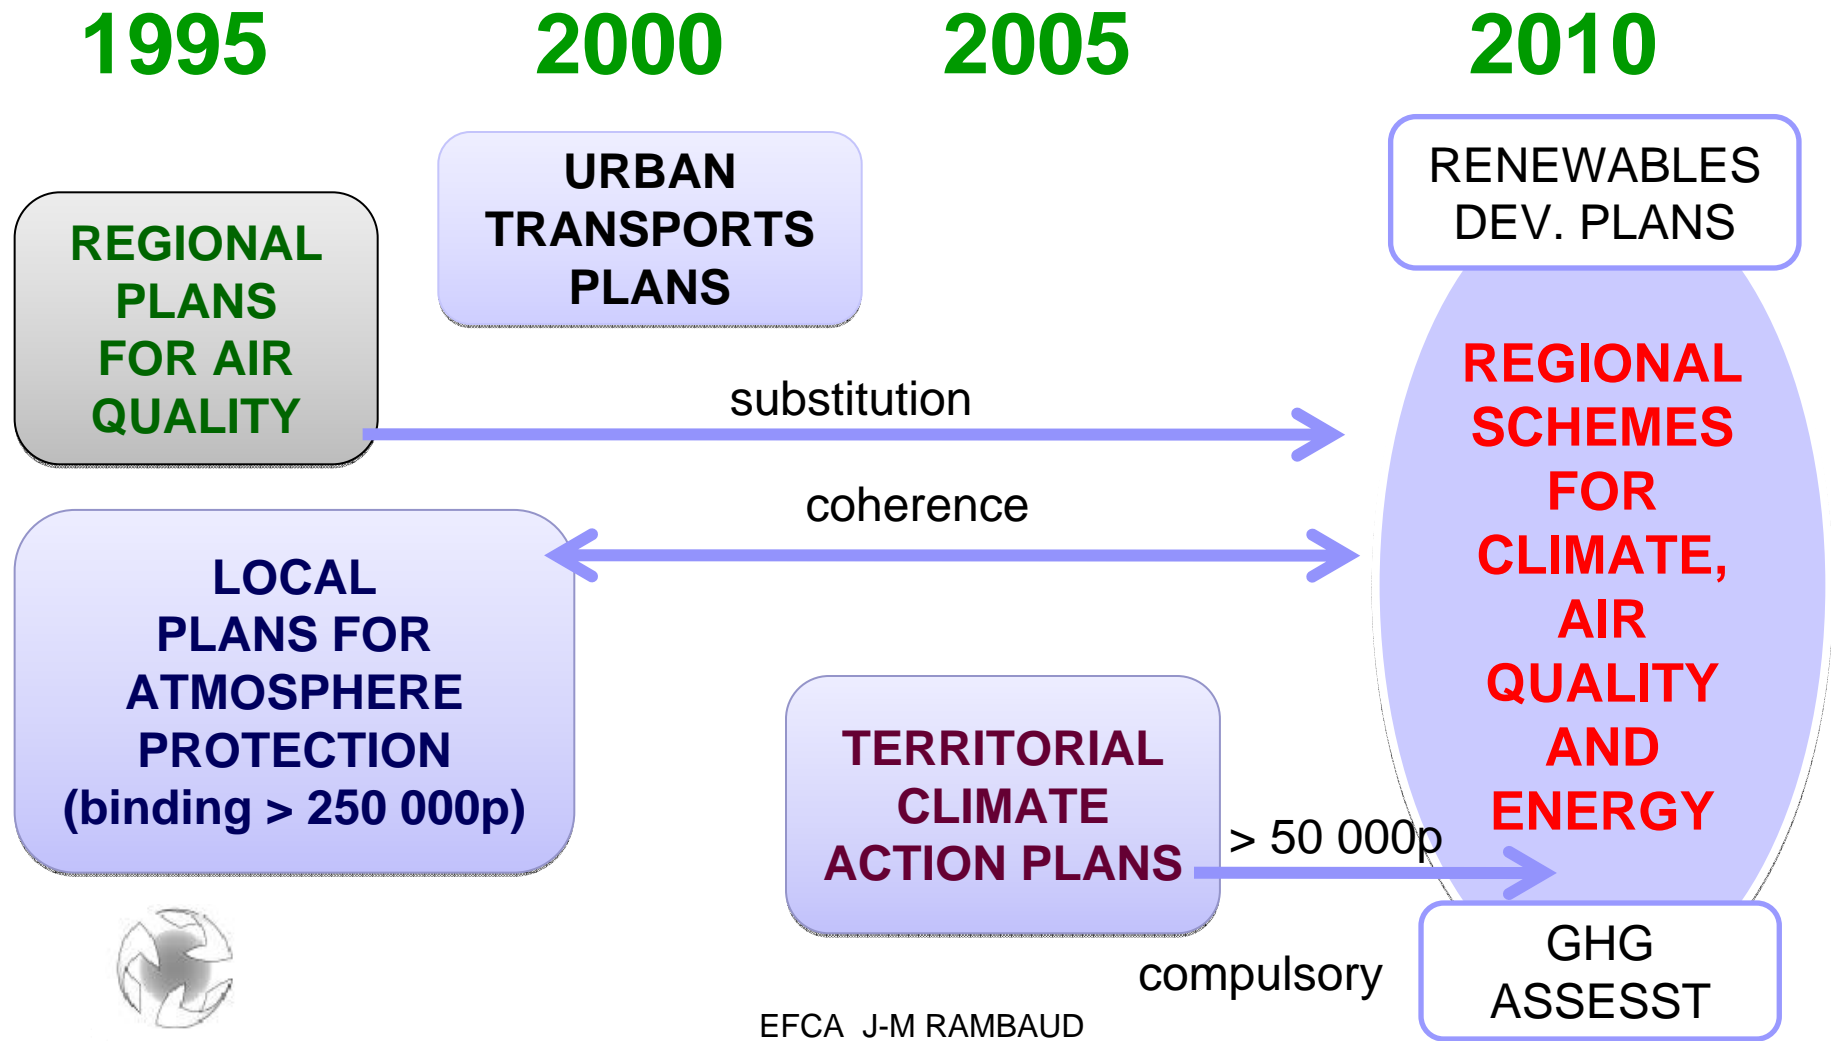 1995 2000 2005 2010
REGIONAL
PLANS
FOR AIR
QUALITY
URBAN
TRANSPORTS
PLANS
RENEWABLES
DEV. PLANS
substitution
coherence
LOCAL
PLANS FOR
ATMOSPHERE
PROTECTION
(binding > 250 000p)
TERRITORIAL
CLIMATE
ACTION PLANS
> 50 000p
compulsory
REGIONAL
SCHEMES
FOR
CLIMATE,
AIR
QUALITY
AND
ENERGY
GHG
ASSESST
EFCA J-M RAMBAUD